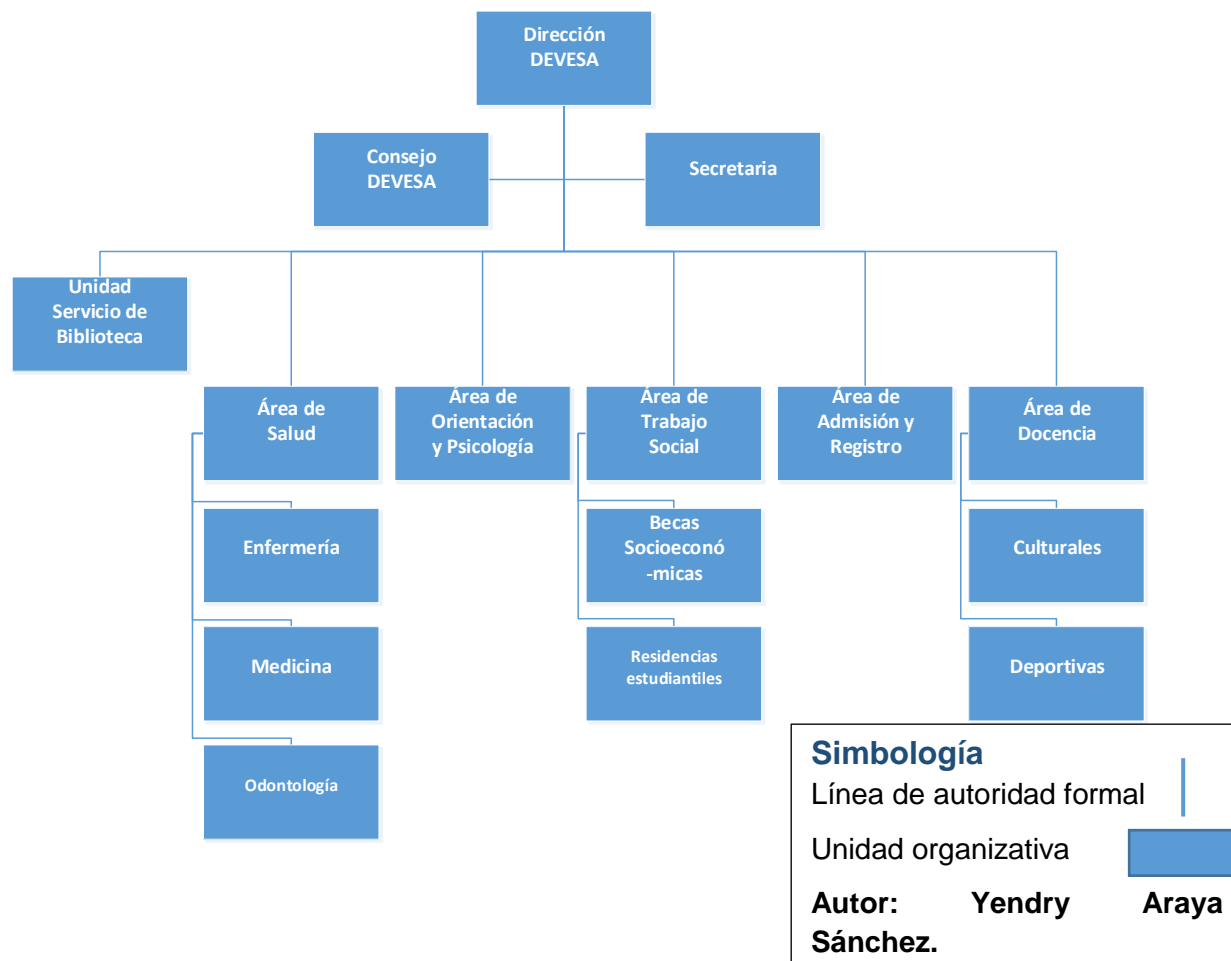 Dirección
DEVESA
Consejo
DEVESA
Secretaria
Unidad
Servicio de
Biblioteca
Área de
Salud
Área de
Orientación
y Psicología
Área de
Trabajo
Social
Área de
Admisión y
Registro
Área de
Docencia
Enfermería
Becas
Socioeconó
-micas
Culturales
Medicina
Residencias
estudiantiles
Deportivas
Odontología
Simbología
Línea de autoridad formal
Unidad organizativa
Autor: Yendry Araya
Sánchez.